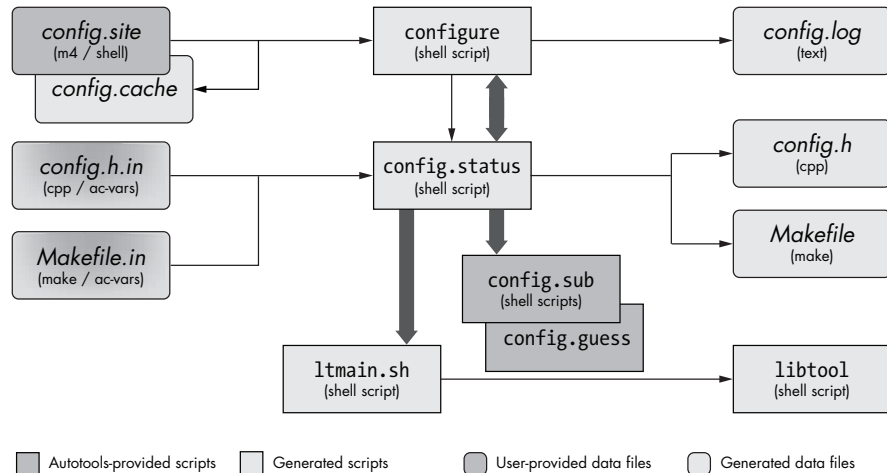 config.site
(m4 / shell)
config.cache
configure
(shell script)
config.log
(text)
config.h.in
(cpp / ac-vars)
config.status
(shell script)
config.h
(cpp)
Makefile.in
(make / ac-vars)
Makefile
(make)
config.sub
(shell scripts)
config.guess
ltmain.sh
(shell script)
libtool
(shell script)
Autotools-provided scripts
Generated scripts
User-provided data files
Generated data files